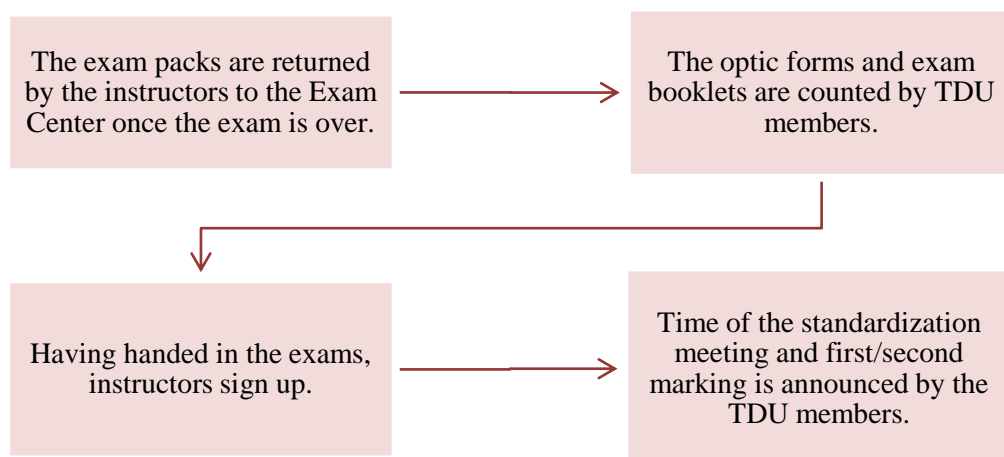 The exam packs are returned
by the instructors to the Exam
Center once the exam is over.
The optic forms and exam
booklets are counted by TDU
members.
Having handed in the exams,
instructors sign up.
Time of the standardization
meeting and first/second
marking is announced by the
TDU members.